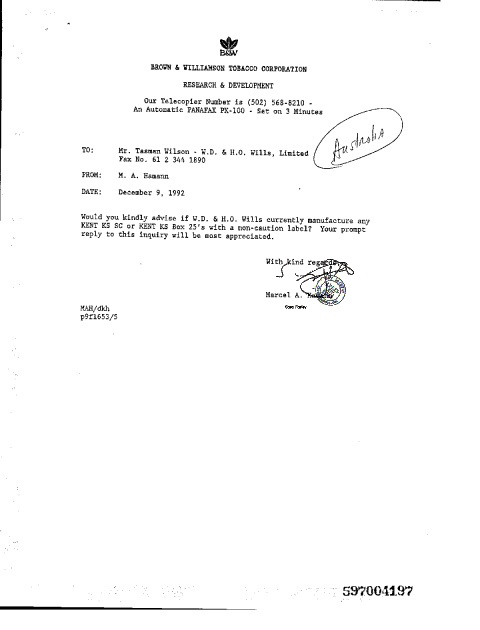 B&W
BROWN & WILLIAMSON TOBACCO CORPORATION
RESEARCH & DEVELOPMENT
Our Telecopier Number is (502) 568-8210 -
An Automatic PANAFAX PX-100 - Set on 3 Minutes
Australia
TO: Mr. Tasman Wilson - W.D. & H.O. Wills, Limited
Fax No. 61 2 344 1890
FROM: M. A. Hamann
DATE: December 9, 1992
Would you kindly advise if W.D. & H.O. Wills currently manufacture any
KENT KS SC or KENT KS Box 25's with a non-caution label? Your prompt
reply to this inquiry will be most appreciated.
With kind regards,
Marcel A.
MAH/dkh
p9f1653/5
597004197